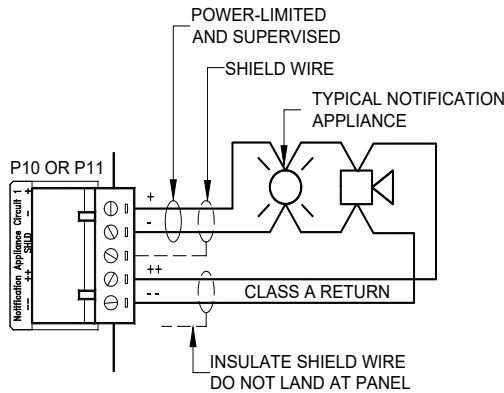 POWER-LIMITED
AND SUPERVISED
SHIELD WIRE
TYPICAL NOTIFICATION
APPLIANCE
P10 OR P11
Notification Appliance Circuit 1
+
-
SHLD
++
--
+
-
++
--
CLASS A RETURN
INSULATE SHIELD WIRE
DO NOT LAND AT PANEL